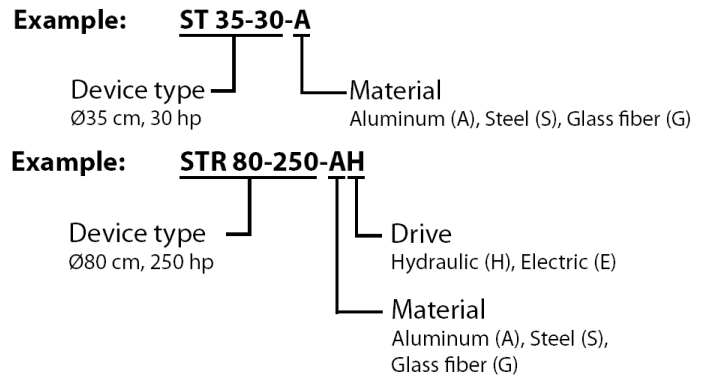 Example: ST 35-30-A
Device type
Ø35 cm, 30 hp
Material
Aluminum (A), Steel (S), Glass fiber (G)
Example: STR 80-250-AH
Device type
Ø80 cm, 250 hp
Drive
Hydraulic (H), Electric (E)
Material
Aluminum (A), Steel (S),
Glass fiber (G)